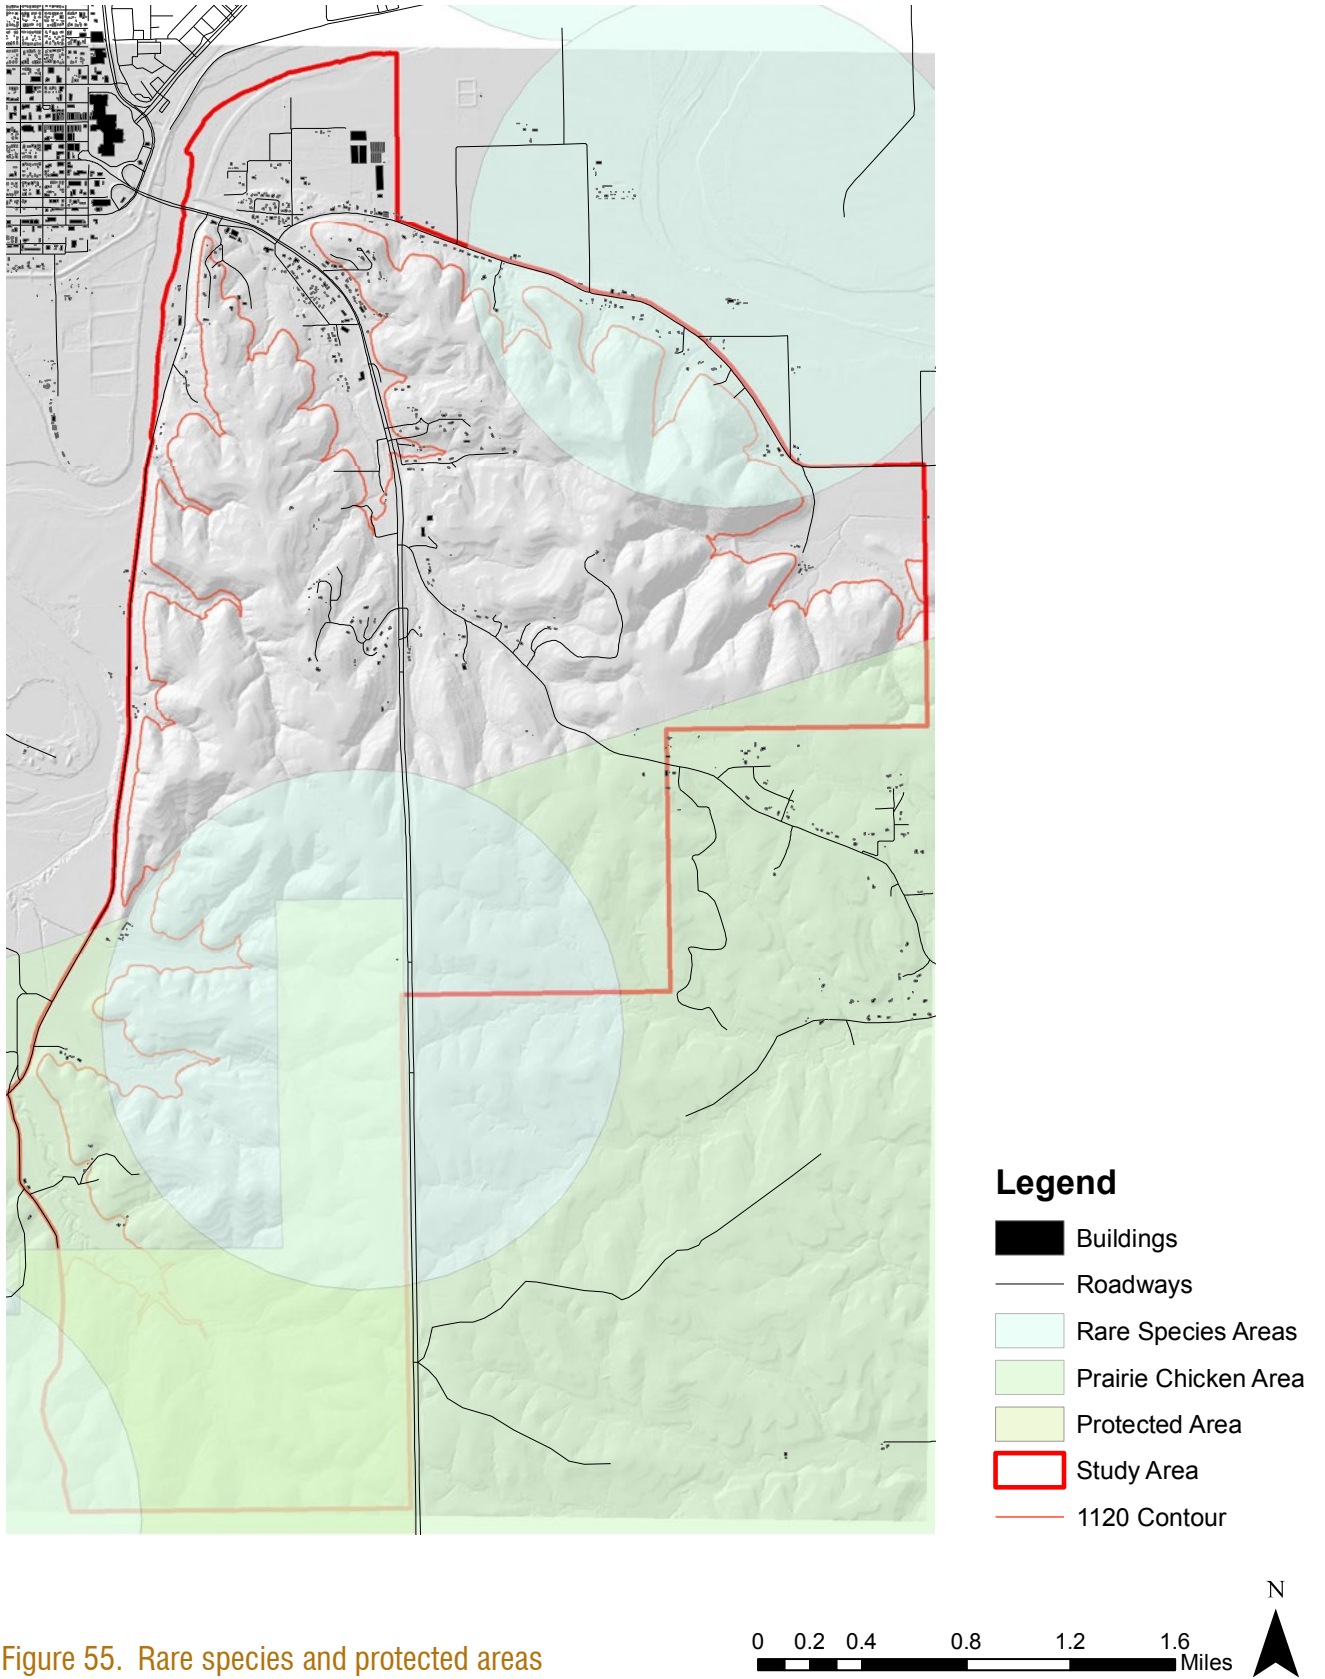 Legend
Buildings
Roadways
Rare Species Areas
Prairie Chicken Area
Protected Area
Study Area
1120 Contour
N
0 0.2 0.4 0.8 1.2 1.6
Miles
Figure 55. Rare species and protected areas